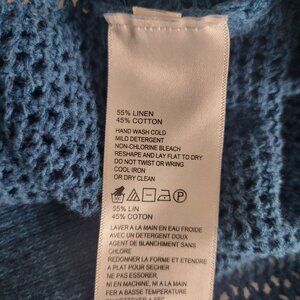 55% LINEN
45% COTTON
HAND WASH COLD
MILD DETERGENT
NON-CHLORINE BLEACH
RESHAPE AND LAY FLAT TO DRY
DO NOT TWIST OR WRING
COOL IRON
OR DRY CLEAN
P
55% LIN
45% COTON
LAVER A LA MAIN EN EAU FROIDE
AVEC UN DETERGENT DOUX
AGENT DE BLANCHIMENT SANS
CHLORE
REDONNER LA FORME ET ETENDRE
A PLAT POUR SECHER
NE PAS ESSORER,
NI EN MACHINE, NI A LA MAIN
FER A BASSE TEMPERATURE